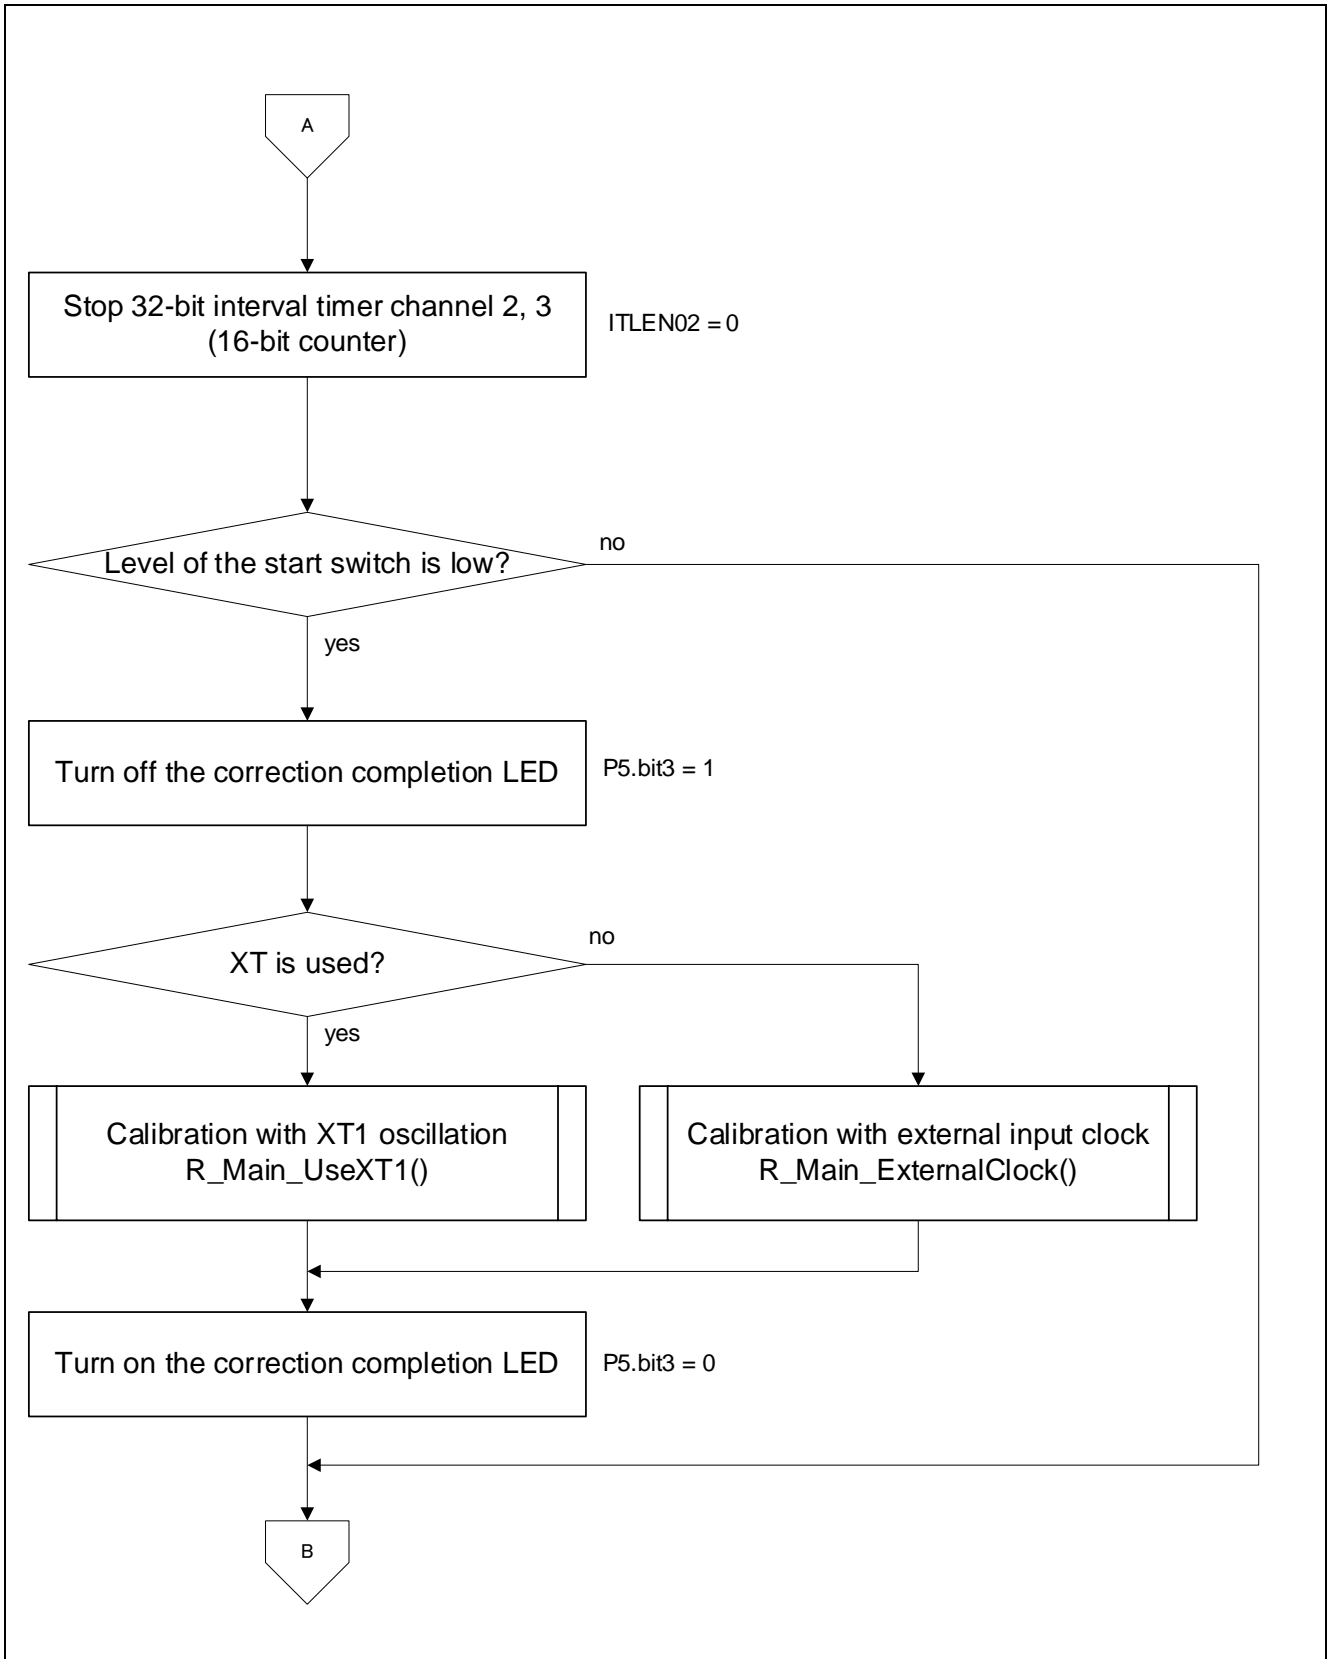 A
Stop 32-bit interval timer channel 2, 3
(16-bit counter)
ITLEN02 = 0
Level of the start switch is low?
no
yes
Turn off the correction completion LED
P5.bit3 = 1
XT is used?
no
yes
Calibration with XT1 oscillation
R_Main_UseXT1()
Calibration with external input clock
R_Main_ExternalClock()
Turn on the correction completion LED
P5.bit3 = 0
B